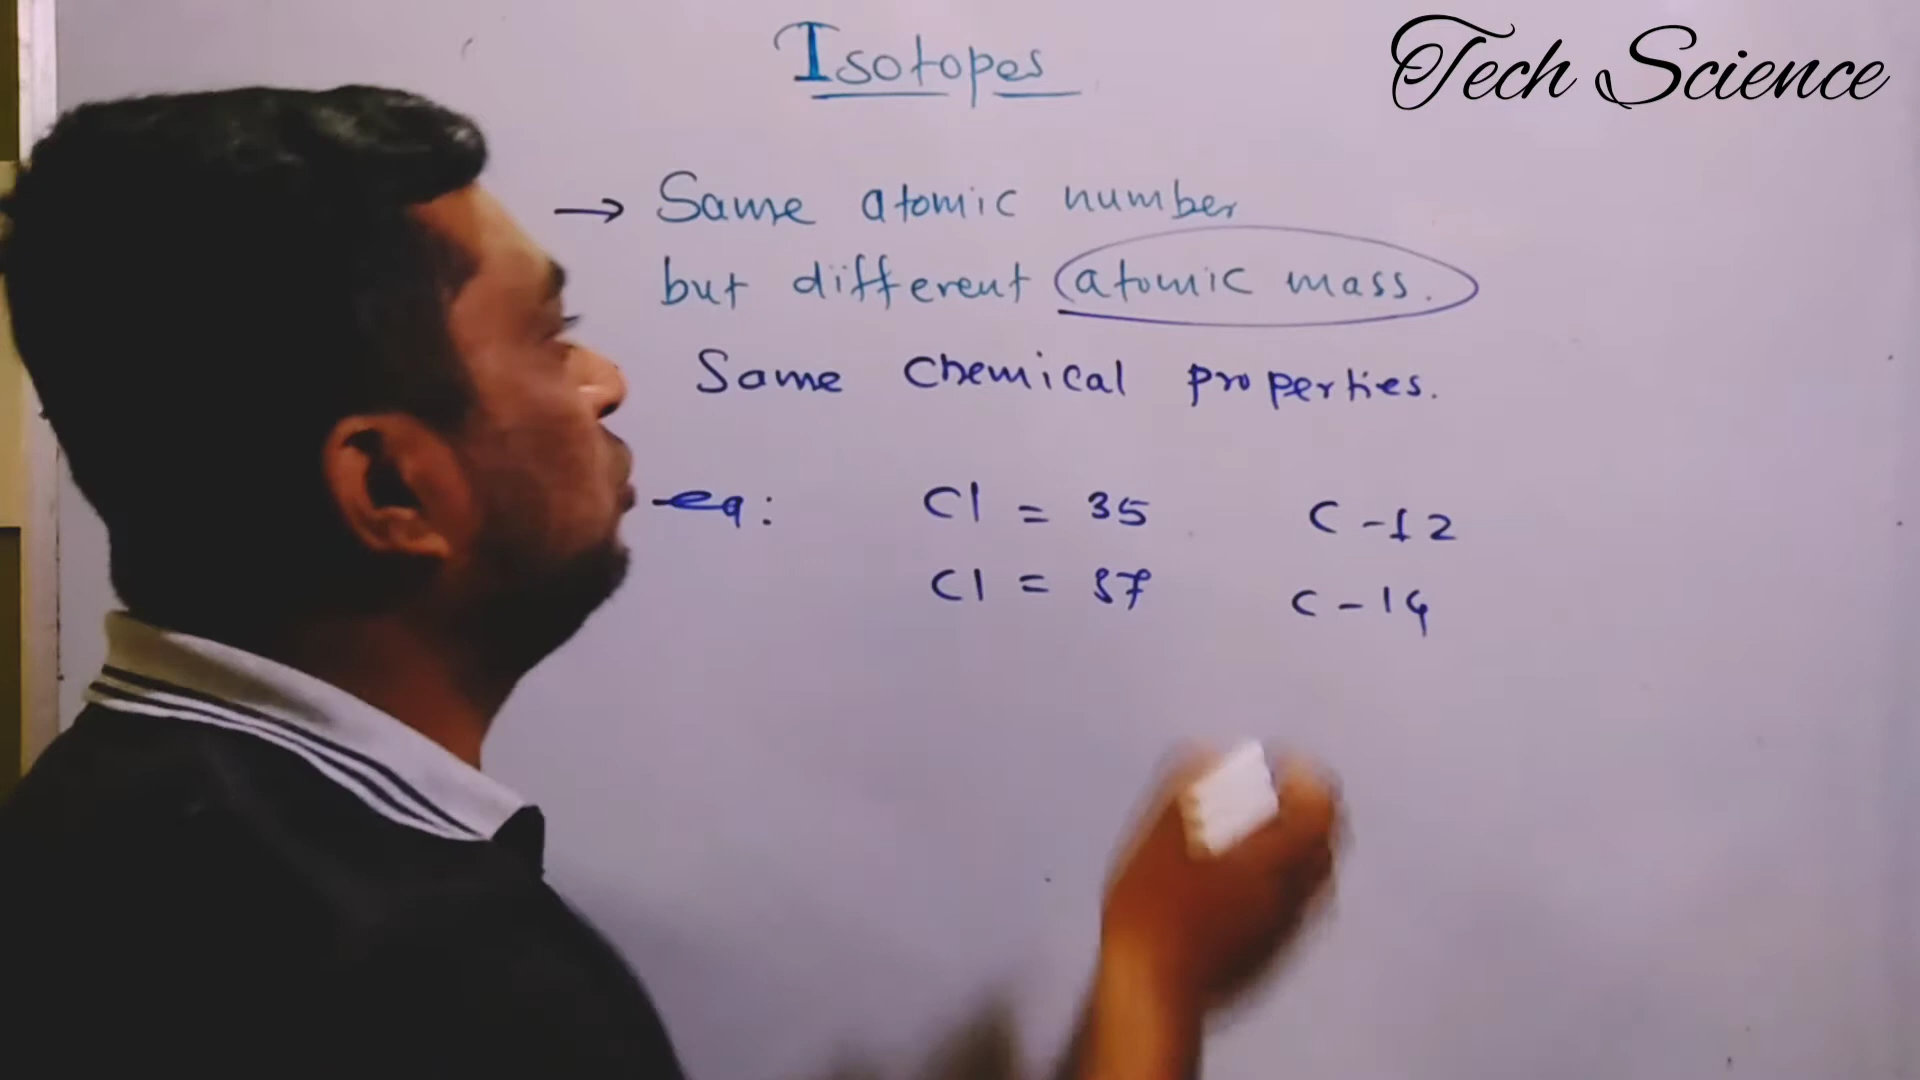 Isotopes
Tech Science
→ Same atomic number
but different atomic mass.
Same chemical properties.
eg: Cl = 35 C-12
Cl = 37 C-14